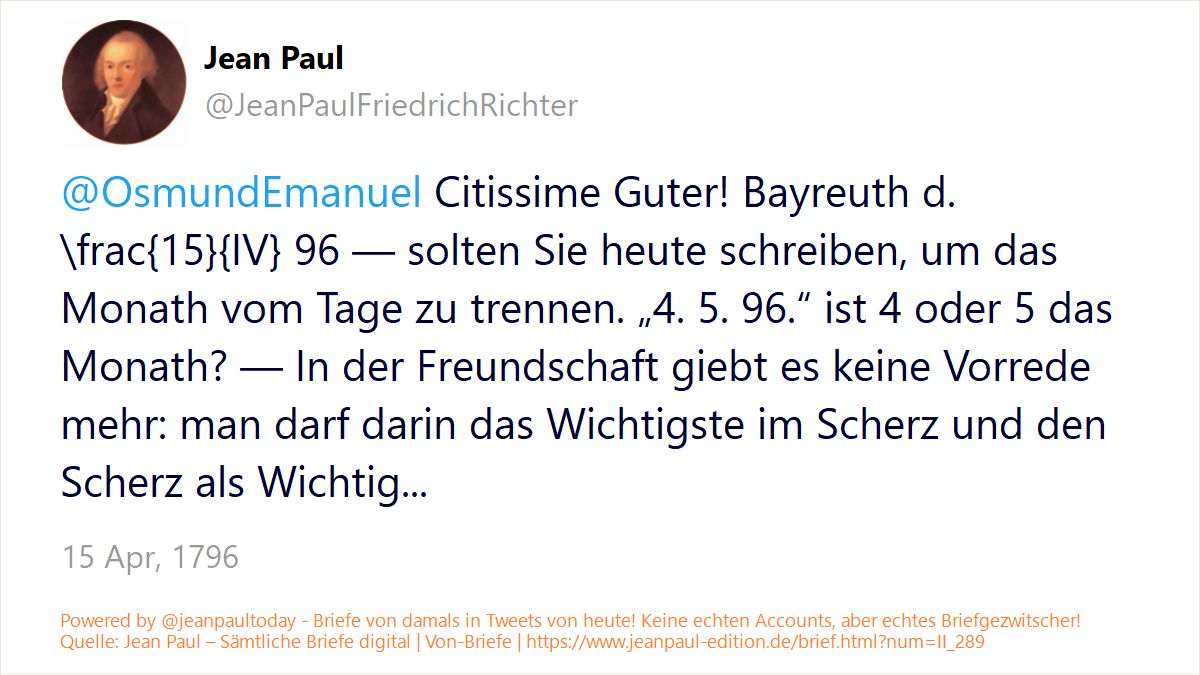 Jean Paul
@JeanPaulFriedrichRichter
@OsmundEmanuel Citissime Guter! Bayreuth d.
\frac{15}{IV} 96 — solten Sie heute schreiben, um das
Monath vom Tage zu trennen. „4. 5. 96.“ ist 4 oder 5 das
Monath? — In der Freundschaft giebt es keine Vorrede
mehr: man darf darin das Wichtigste im Scherz und den
Scherz als Wichtig...
15 Apr, 1796
Powered by @jeanpaultoday - Briefe von damals in Tweets von heute! Keine echten Accounts, aber echtes Briefgezwitscher!
Quelle: Jean Paul – Sämtliche Briefe digital | Von-Briefe | https://www.jeanpaul-edition.de/brief.html?num=II_289